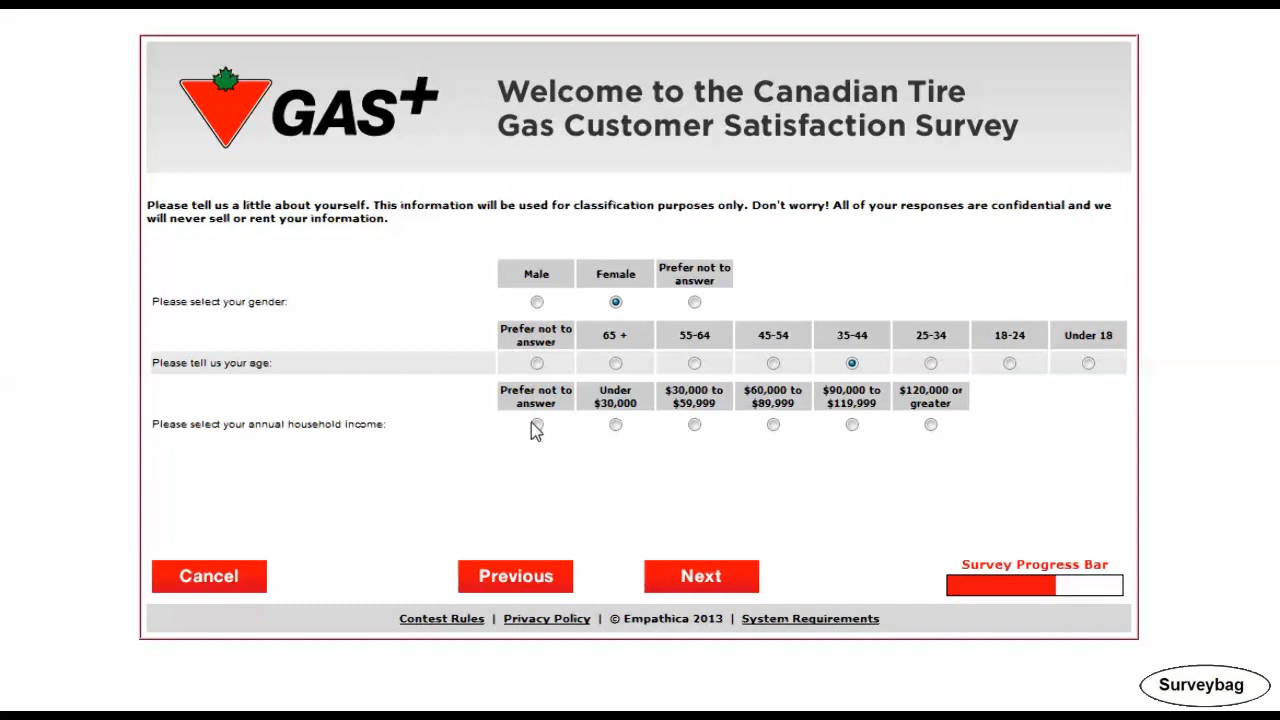 GAS+
Welcome to the Canadian Tire
Gas Customer Satisfaction Survey
Please tell us a little about yourself. This information will be used for classification purposes only. Don't worry! All of your responses are confidential and we
will never sell or rent your information.
Male Female Prefer not to answer
Please select your gender:
Prefer not to answer 65 + 55-64 45-54 35-44 25-34 18-24 Under 18
Please tell us your age:
Prefer not to answer Under $30,000 $30,000 to $59,999 $60,000 to $89,999 $90,000 to $119,999 $120,000 or greater
Please select your annual household income:
Cancel Previous Next Survey Progress Bar
Contest Rules | Privacy Policy | © Empathica 2013 | System Requirements
Surveybag